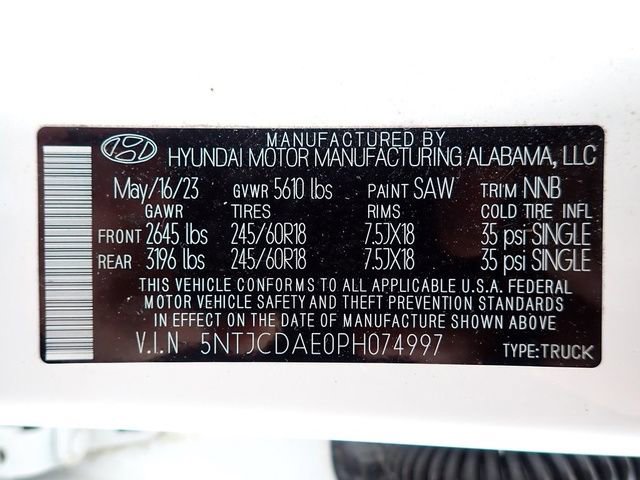 MANUFACTURED BY
HYUNDAI MOTOR MANUFACTURING ALABAMA, LLC
May/16/23 GVWR 5610 lbs PAINT SAW TRIM NNB
GAWR TIRES RIMS COLD TIRE INFL
FRONT 2645 lbs 245/60R18 7.5JX18 35 psi SINGLE
REAR 3196 lbs 245/60R18 7.5JX18 35 psi SINGLE
THIS VEHICLE CONFORMS TO ALL APPLICABLE U.S.A. FEDERAL
MOTOR VEHICLE SAFETY AND THEFT PREVENTION STANDARDS
IN EFFECT ON THE DATE OF MANUFACTURE SHOWN ABOVE.
V.I.N 5NTJCDAE0PH074997 TYPE:TRUCK